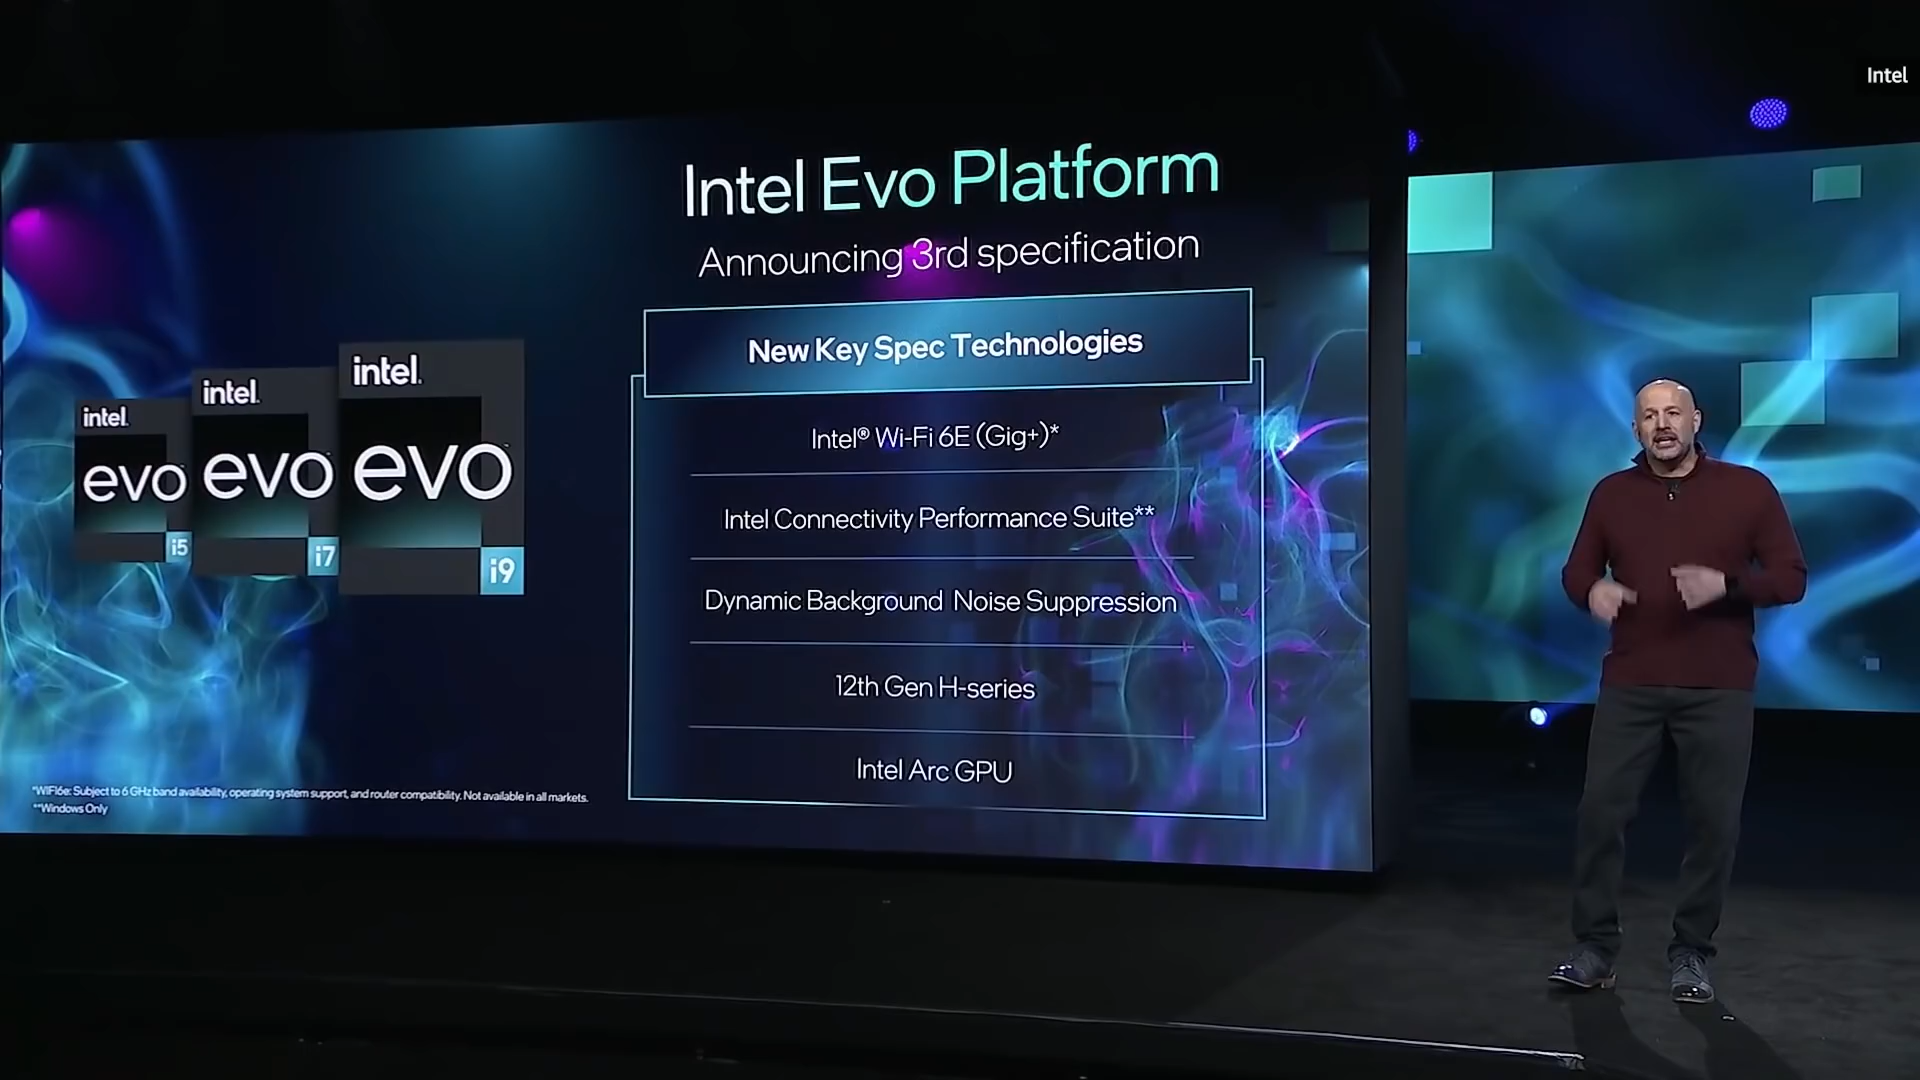 Intel
Intel Evo Platform
Announcing 3rd specification
New Key Spec Technologies
Intel® Wi-Fi 6E (Gig+)*
Intel Connectivity Performance Suite**
Dynamic Background Noise Suppression
12th Gen H-series
Intel Arc GPU
intel.
evo
i5
intel.
evo
i7
intel.
evo
i9
*WIFI6e: Subject to 6 GHz band availability, operating system support, and router compatibility. Not available in all markets.
**Windows Only